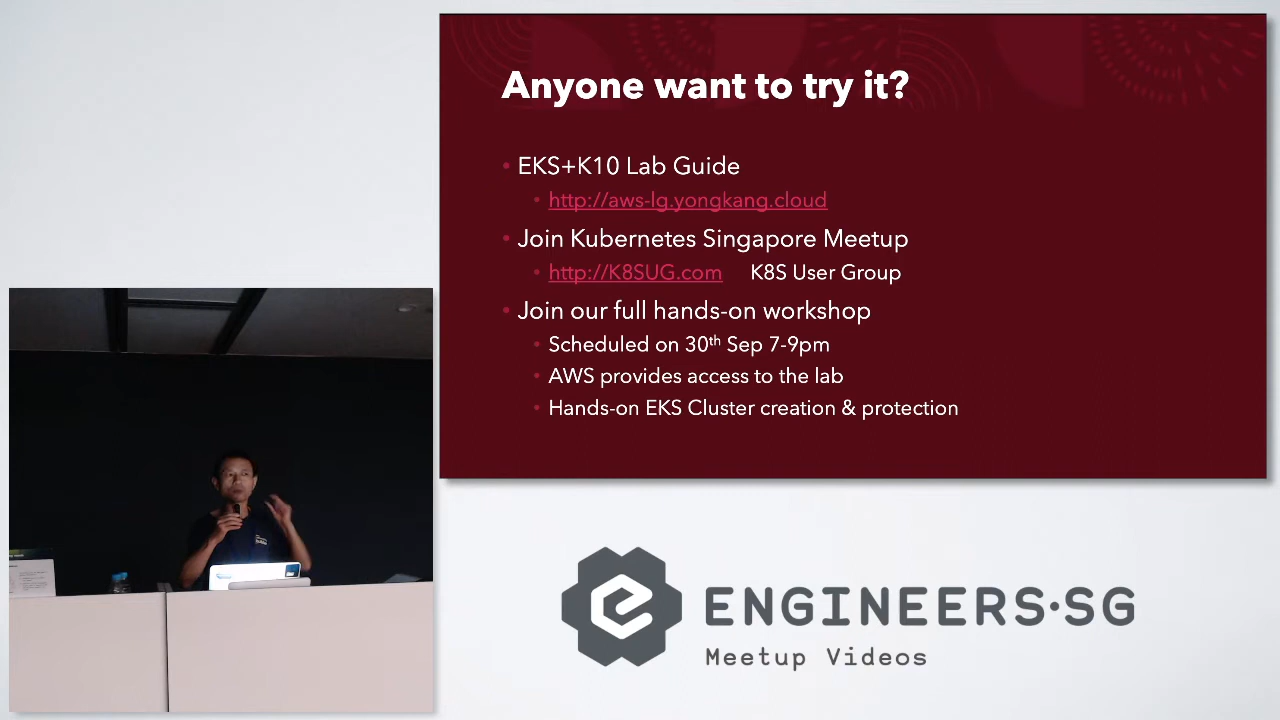 Anyone want to try it?
• EKS+K10 Lab Guide
• http://aws-lg.yongkang.cloud
• Join Kubernetes Singapore Meetup
• http://K8SUG.com K8S User Group
• Join our full hands-on workshop
• Scheduled on 30th Sep 7-9pm
• AWS provides access to the lab
• Hands-on EKS Cluster creation & protection
ENGINEERS·SG
Meetup Videos